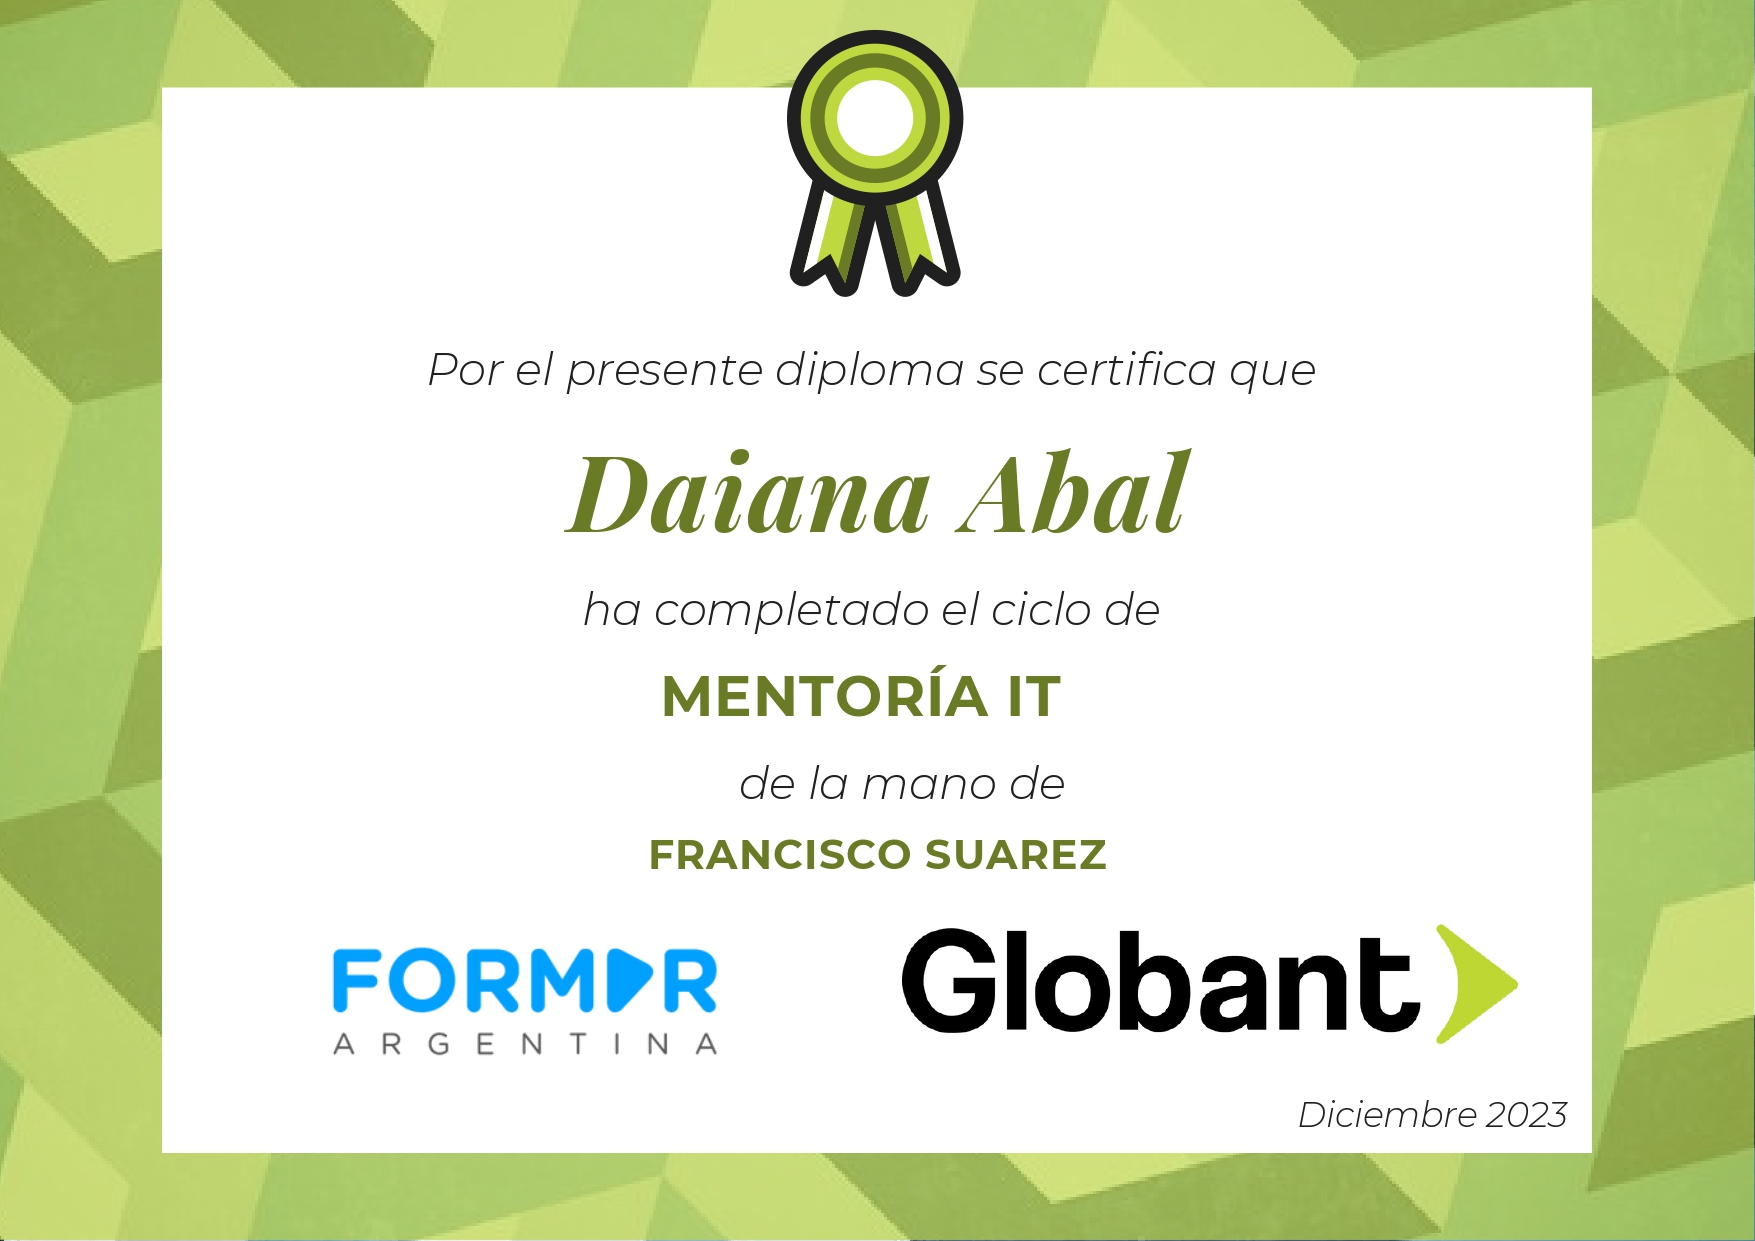 Por el presente diploma se certifica que
Daiana Abal
ha completado el ciclo de
MENTORÍA IT
de la mano de
FRANCISCO SUAREZ
FORMAR
ARGENTINA
Globant
Diciembre 2023